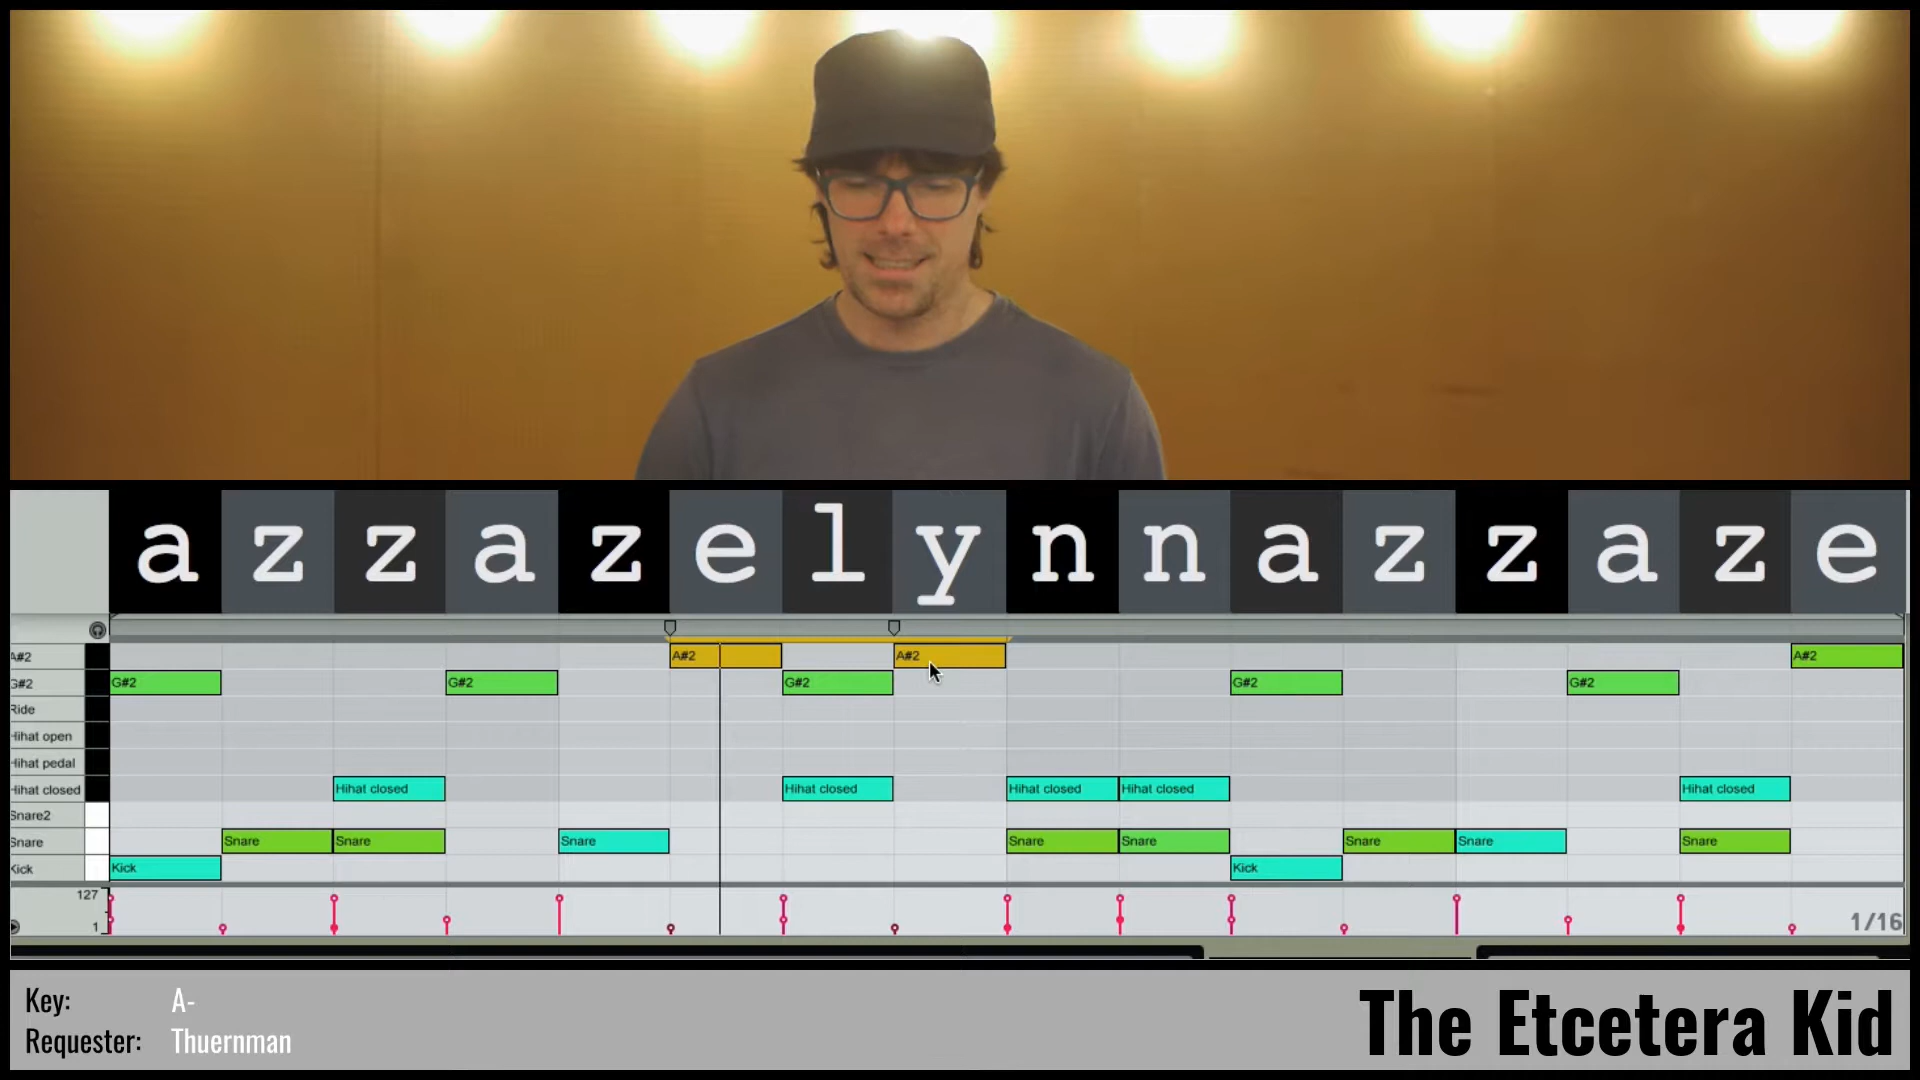 azzazelynnazzaze
A#2 A#2 A#2 A#2
G#2 G#2 G#2 G#2 G#2 G#2
Ride
Hihat open
Hihat pedal
Hihat closed Hihat closed Hihat closed Hihat closed Hihat closed Hihat closed
Snare2
Snare Snare Snare Snare Snare Snare Snare Snare Snare
Kick Kick Kick
127
1 1/16
Key: A-
Requester: Thuernman
The Etcetera Kid